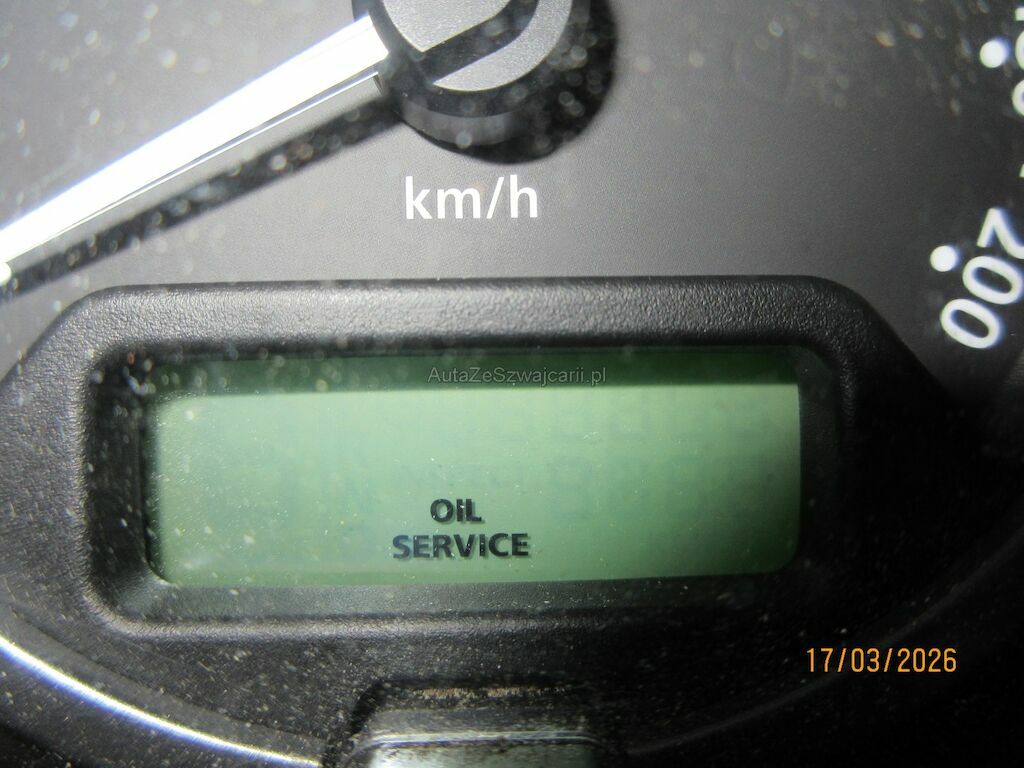 km/h
200
AutaZeSzwajcarii.pl
OIL
SERVICE
17/03/2026